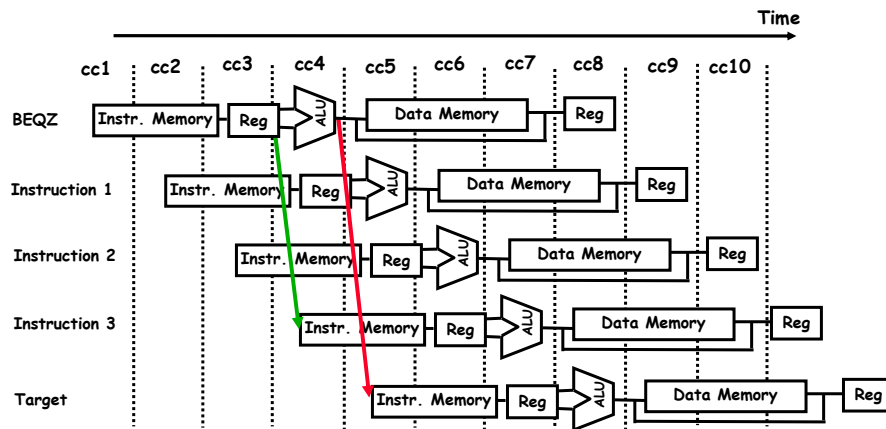 Time
cc1 cc2 cc3 cc4 cc5 cc6 cc7 cc8 cc9 cc10
BEQZ Instr. Memory Reg ALU Data Memory Reg
Instruction 1 Instr. Memory Reg ALU Data Memory Reg
Instruction 2 Instr. Memory Reg ALU Data Memory Reg
Instruction 3 Instr. Memory Reg ALU Data Memory Reg
Target Instr. Memory Reg ALU Data Memory Reg